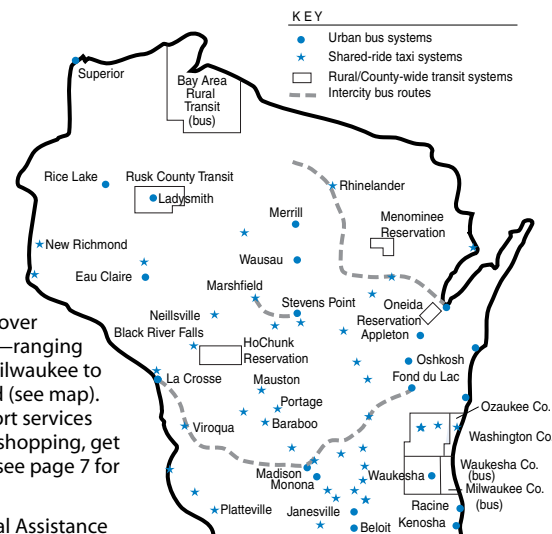 KEY
Urban bus systems
Shared-ride taxi systems
Rural/County-wide transit systems
Intercity bus routes
Superior
Bay Area
Rural
Transit
(bus)
Rice Lake
Rusk County Transit
Ladysmith
Rhinelander
Merrill
Menominee
Reservation
New Richmond
Wausau
Eau Claire
Marshfield
Stevens Point
Oneida
Reservation
Neillsville
Black River Falls
Appleton
HoChunk
Reservation
Oshkosh
La Crosse
Fond du Lac
Mauston
Portage
Ozaukee Co.
Viroqua
Baraboo
Washington Co.
Madison
Monona
Waukesha
Waukesha Co.
(bus)
Milwaukee Co.
(bus)
Platteville
Janesville
Racine
Beloit
Kenosha
over
—ranging
ilwaukee to
d (see map).
ort services
shopping, get
see page 7 for
al Assistance